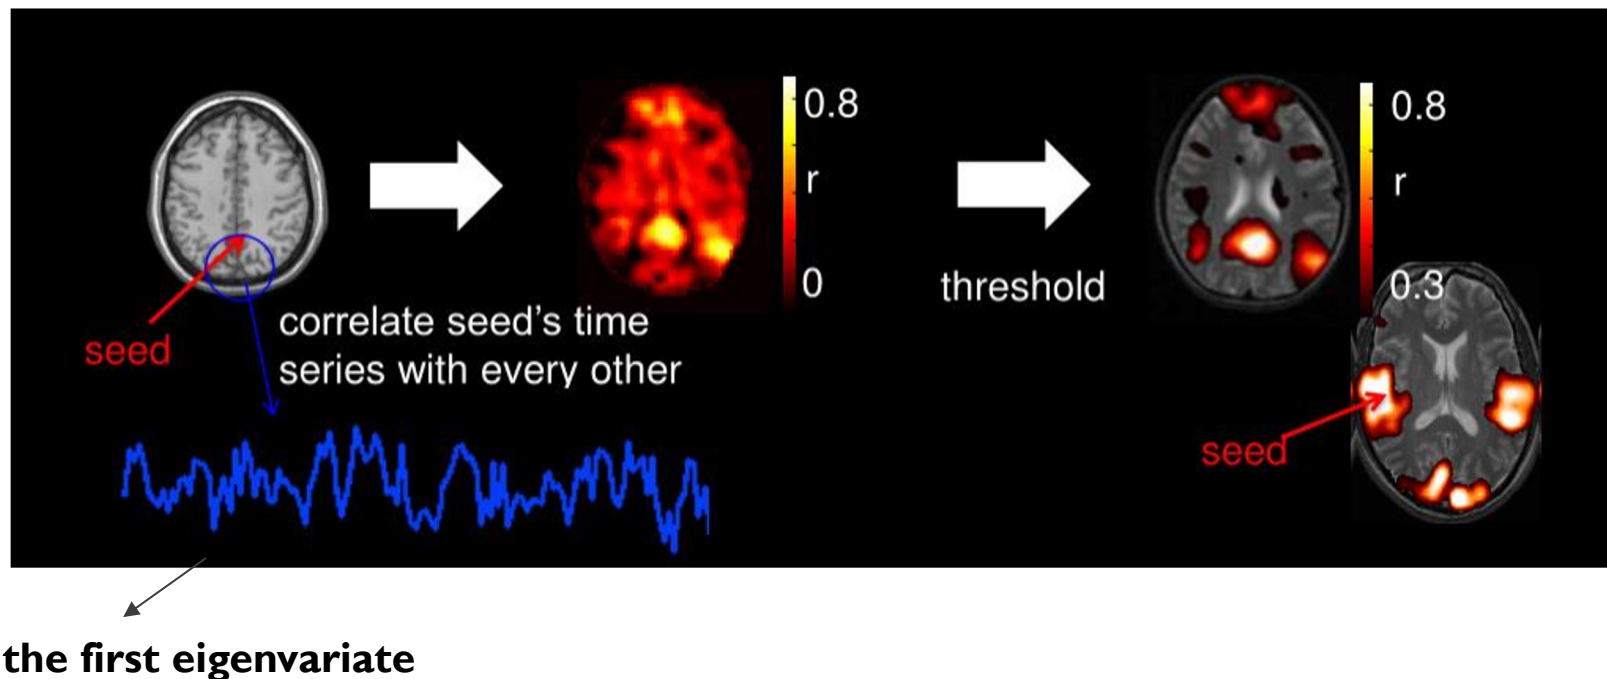 seed
correlate seed's time
series with every other
0.8
r
0
threshold
0.8
r
0.3
seed
the first eigenvariate